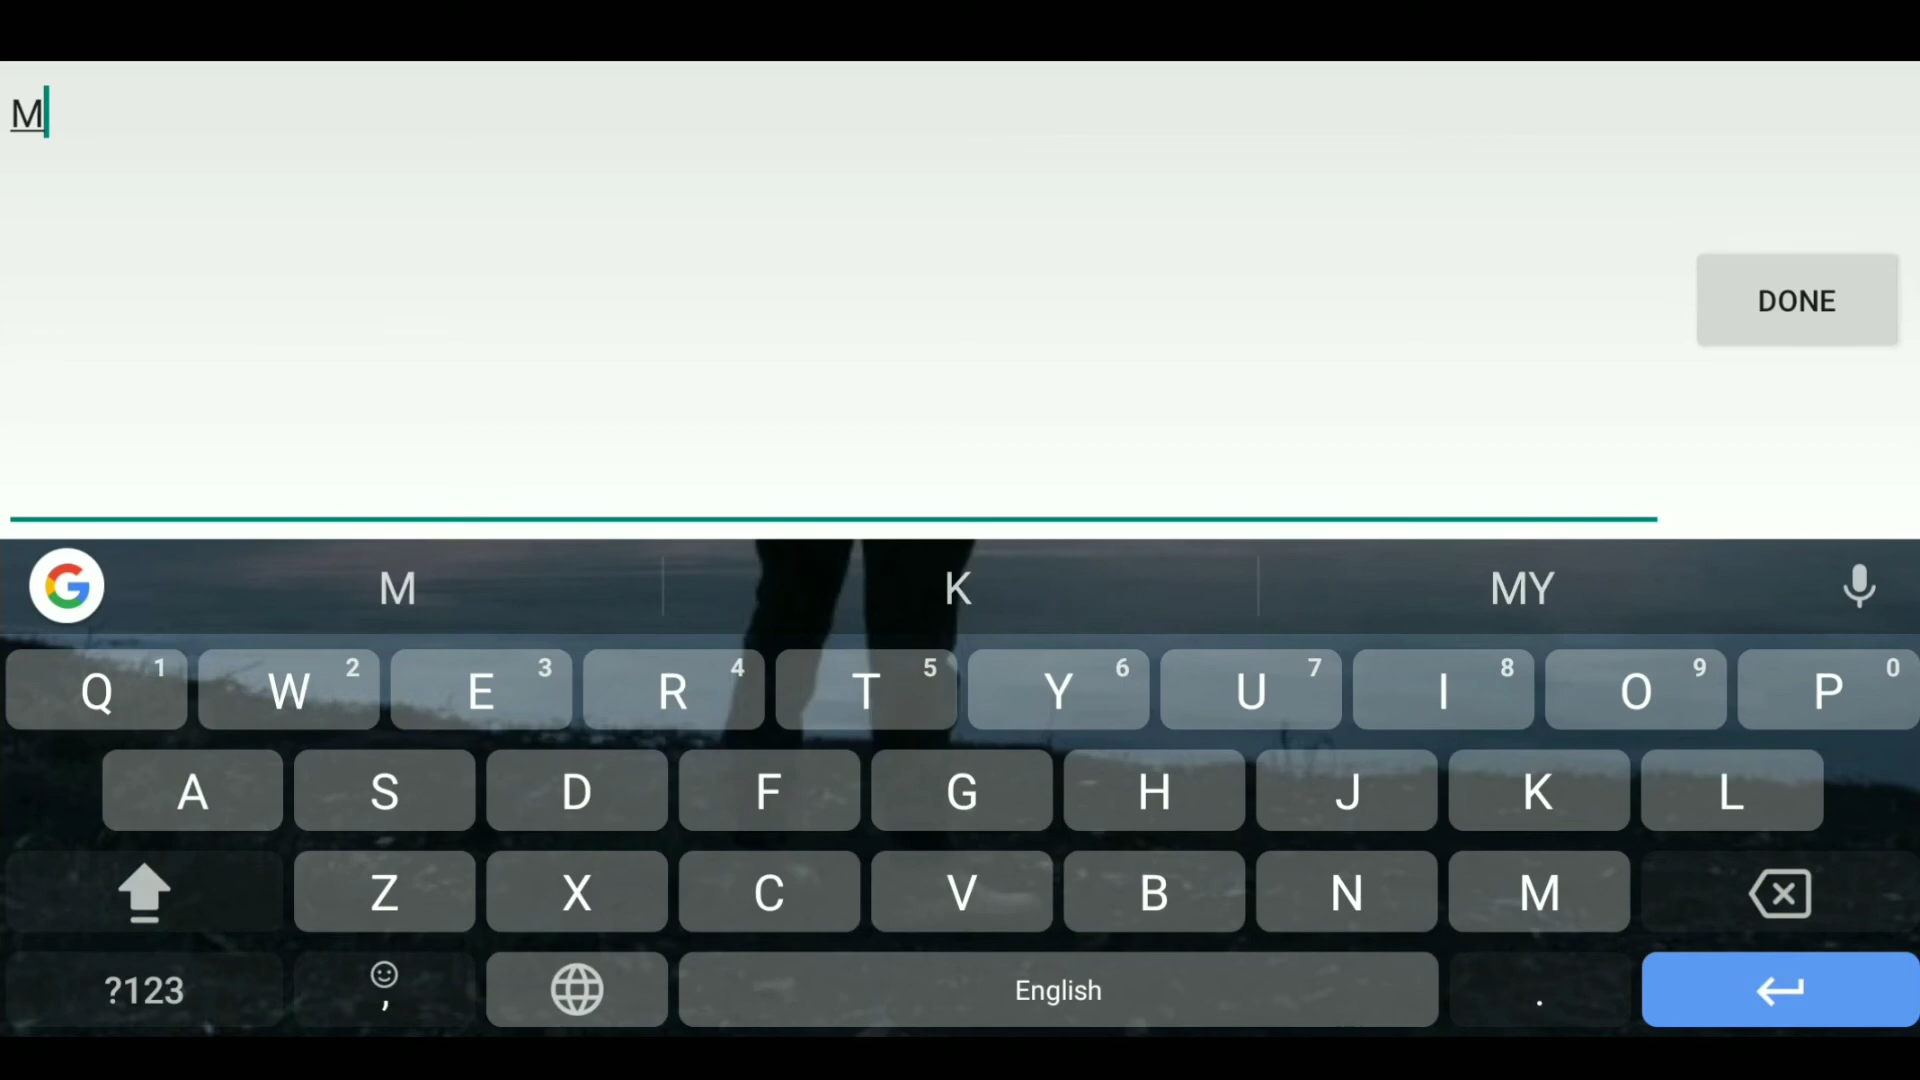 M
DONE
G M K MY
Q 1 W 2 E 3 R 4 T 5 Y 6 U 7 I 8 O 9 P 0
A S D F G H J K L
Z X C V B N M
?123 , English .